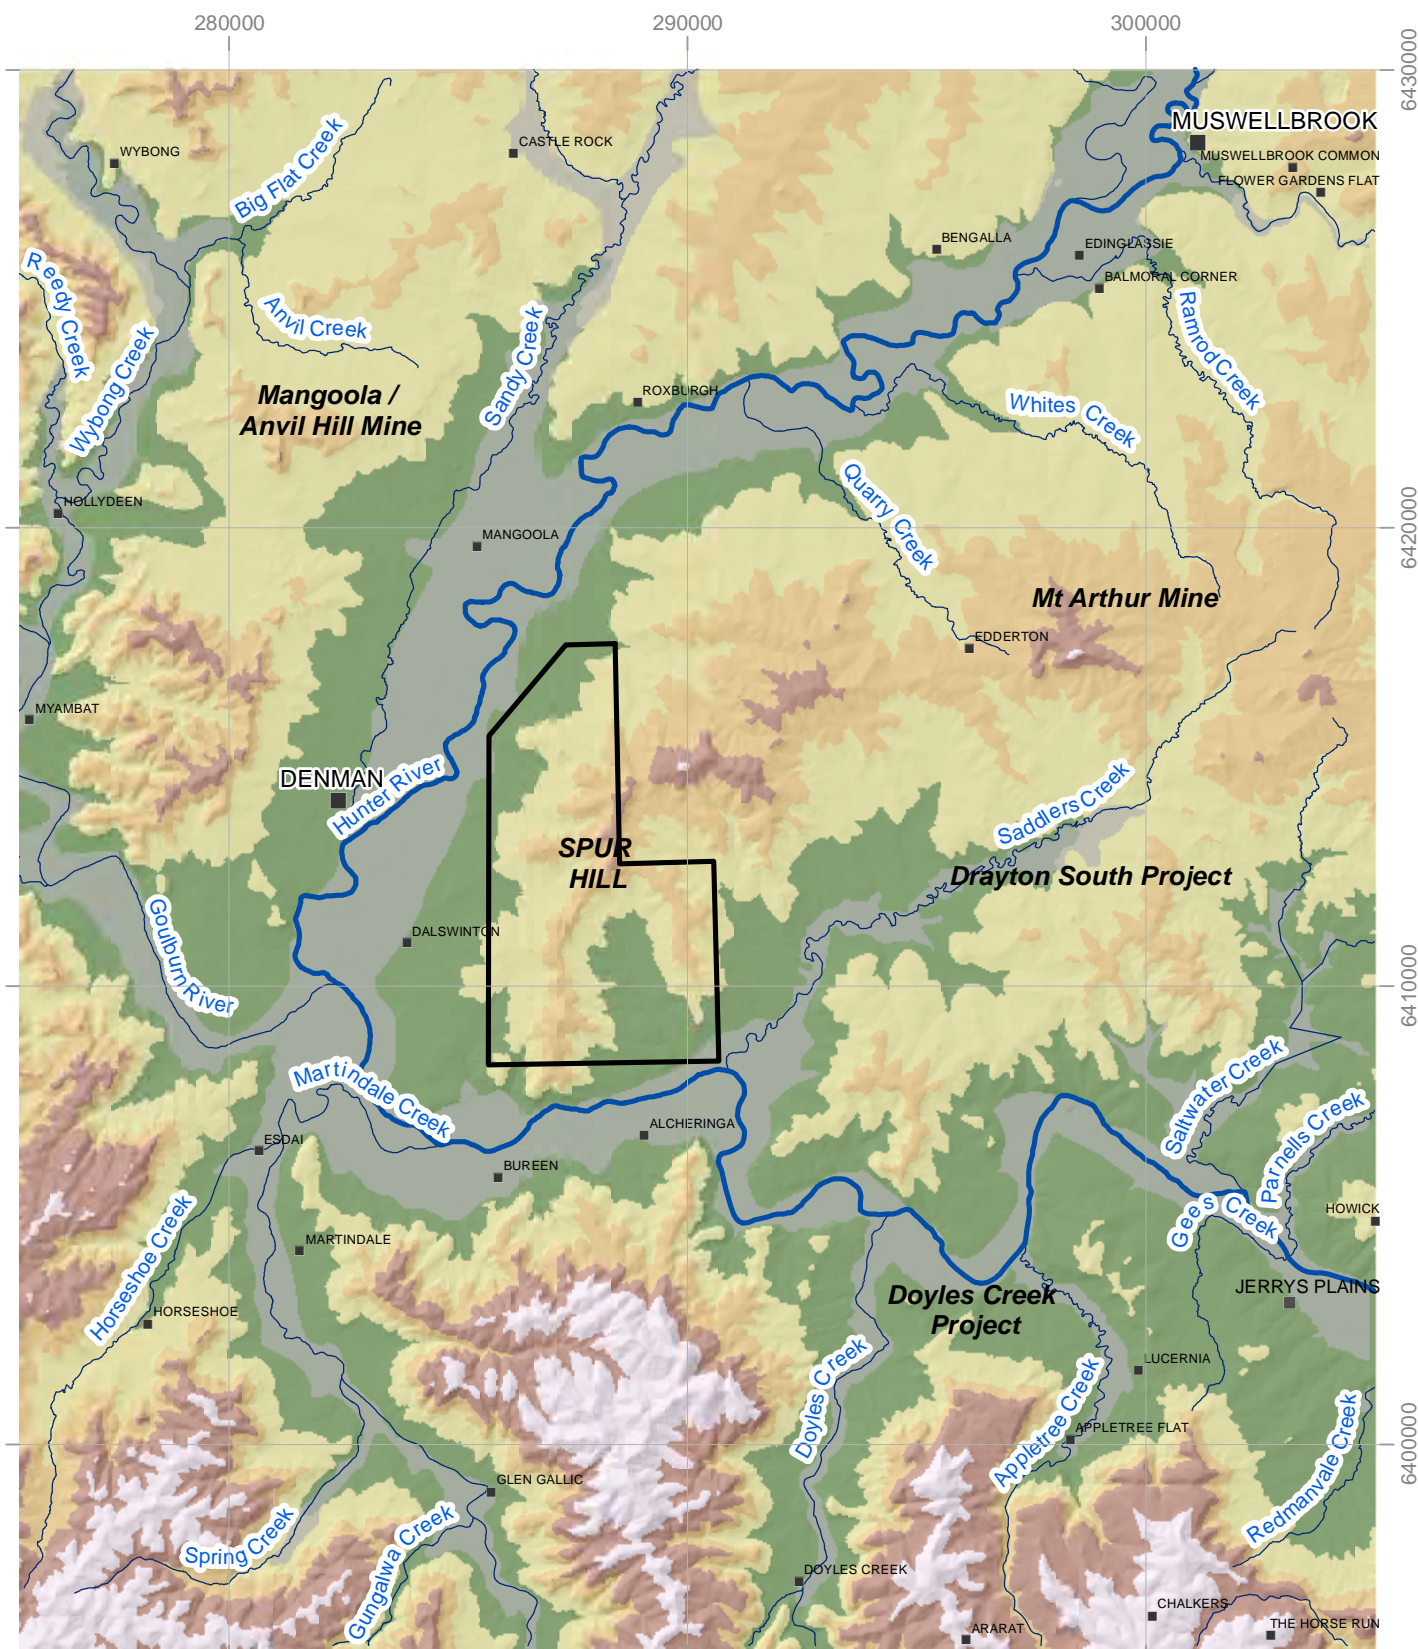 280000
290000
300000
6430000
MUSWELLBROOK
WYBONG
CASTLE ROCK
MUSWELLBROOK COMMON
FLOWER GARDENS FLAT
Big Flat Creek
BENGALLA
EDINGLASSIE
BALMORAL CORNER
Reedy Creek
Anvil Creek
Wybong Creek
Sandy Creek
Ramrod Creek
Mangoola /
Anvil Hill Mine
ROXBURGH
Whites Creek
Quarry Creek
HOLLYDEEN
MANGOOLA
6420000
Mt Arthur Mine
EDDERTON
MYAMBAT
DENMAN
Hunter River
Saddlers Creek
SPUR
HILL
Drayton South Project
Goulburn River
DALSWINTON
6410000
Martindale Creek
Saltwater Creek
Parnells Creek
ALCHERINGA
ESDAI
BUREEN
Gees Creek
HOWICK
Horseshoe Creek
MARTINDALE
JERRYS PLAINS
Doyles Creek
Project
HORSESHOE
LUCERNIA
Doyles Creek
Appletree Creek
APPLETREE FLAT
6400000
Redmanvale Creek
GLEN GALLIC
Spring Creek
Gungalwa Creek
DOYLES CREEK
CHALKERS
ARARAT
THE HORSE RUN